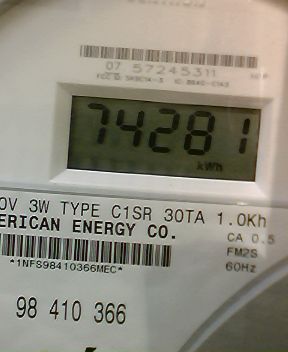 07 57245311
74281
kWh
0V 3W TYPE C1SR 30TA 1.0Kh
ERICAN ENERGY CO.
CA 0.5
FM2S
60Hz
*1NFS98410366MEC*
98 410 366